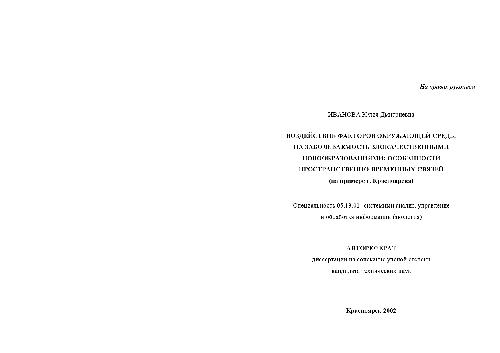 На правах рукописи
ИВАНОВА Юлия Дмитриевна
ВОЗДЕЙСТВИЕ ФАКТОРОВ ОКРУЖАЮЩЕЙ СРЕДЫ
НА ЗАБОЛЕВАЕМОСТЬ ЗЛОКАЧЕСТВЕННЫМИ
НОВООБРАЗОВАНИЯМИ: ОСОБЕННОСТИ
ПРОСТРАНСТВЕННО-ВРЕМЕННЫХ СВЯЗЕЙ
(на примере г. Красноярска)
Специальность 05.13.01 - системный анализ, управление
и обработка информации (экология)
АВТОРЕФЕРАТ
диссертации на соискание ученой степени
кандидата технических наук
Красноярск 2002